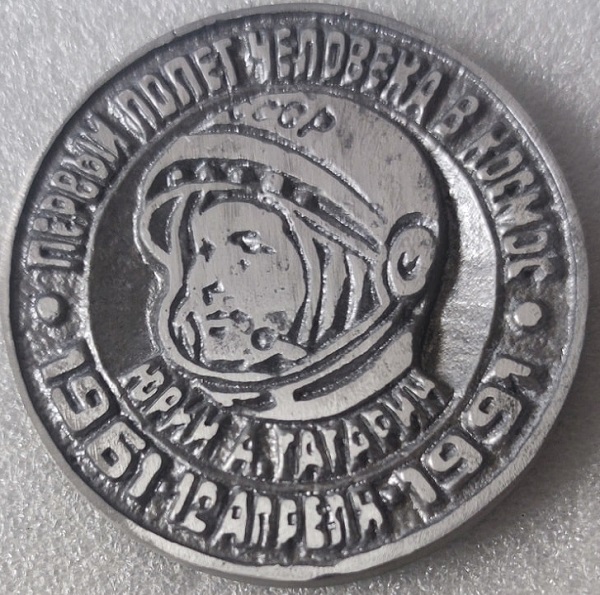 ПЕРВЫЙ ПОЛЕТ ЧЕЛОВЕКА В КОСМОС
СССР
ЮРИЙ А.ГАГАРИН
1961·12 АПРЕЛЯ·1991